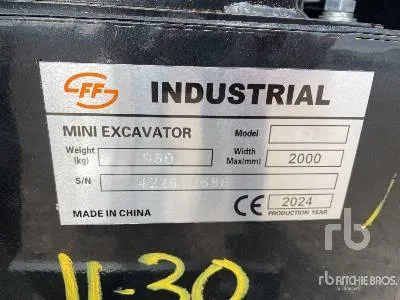 FF INDUSTRIAL
MINI EXCAVATOR Model
Weight (kg) 950 Width Max(mm) 2000
S/N
MADE IN CHINA CE 2024 PRODUCTION YEAR
11-30
rb
RITCHIE BROS.